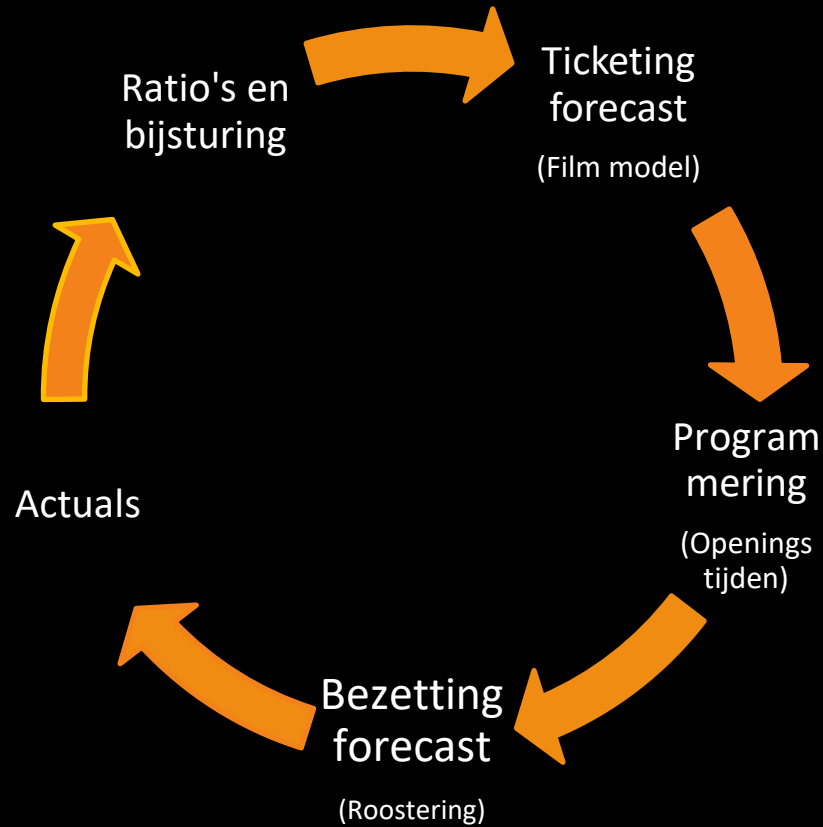 Ratio's en
bijsturing
Ticketing
forecast
(Film model)
Program
mering
(Openings
tijden)
Bezetting
forecast
(Roostering)
Actuals